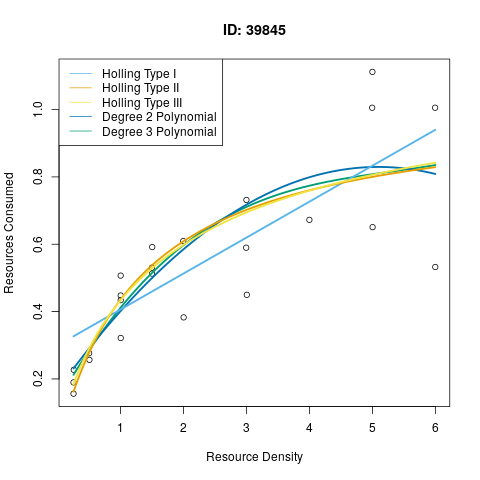 ID: 39845
Holling Type I
Holling Type II
Holling Type III
Degree 2 Polynomial
Degree 3 Polynomial
Resources Consumed
1.0
0.8
0.6
0.4
0.2
1 2 3 4 5 6
Resource Density